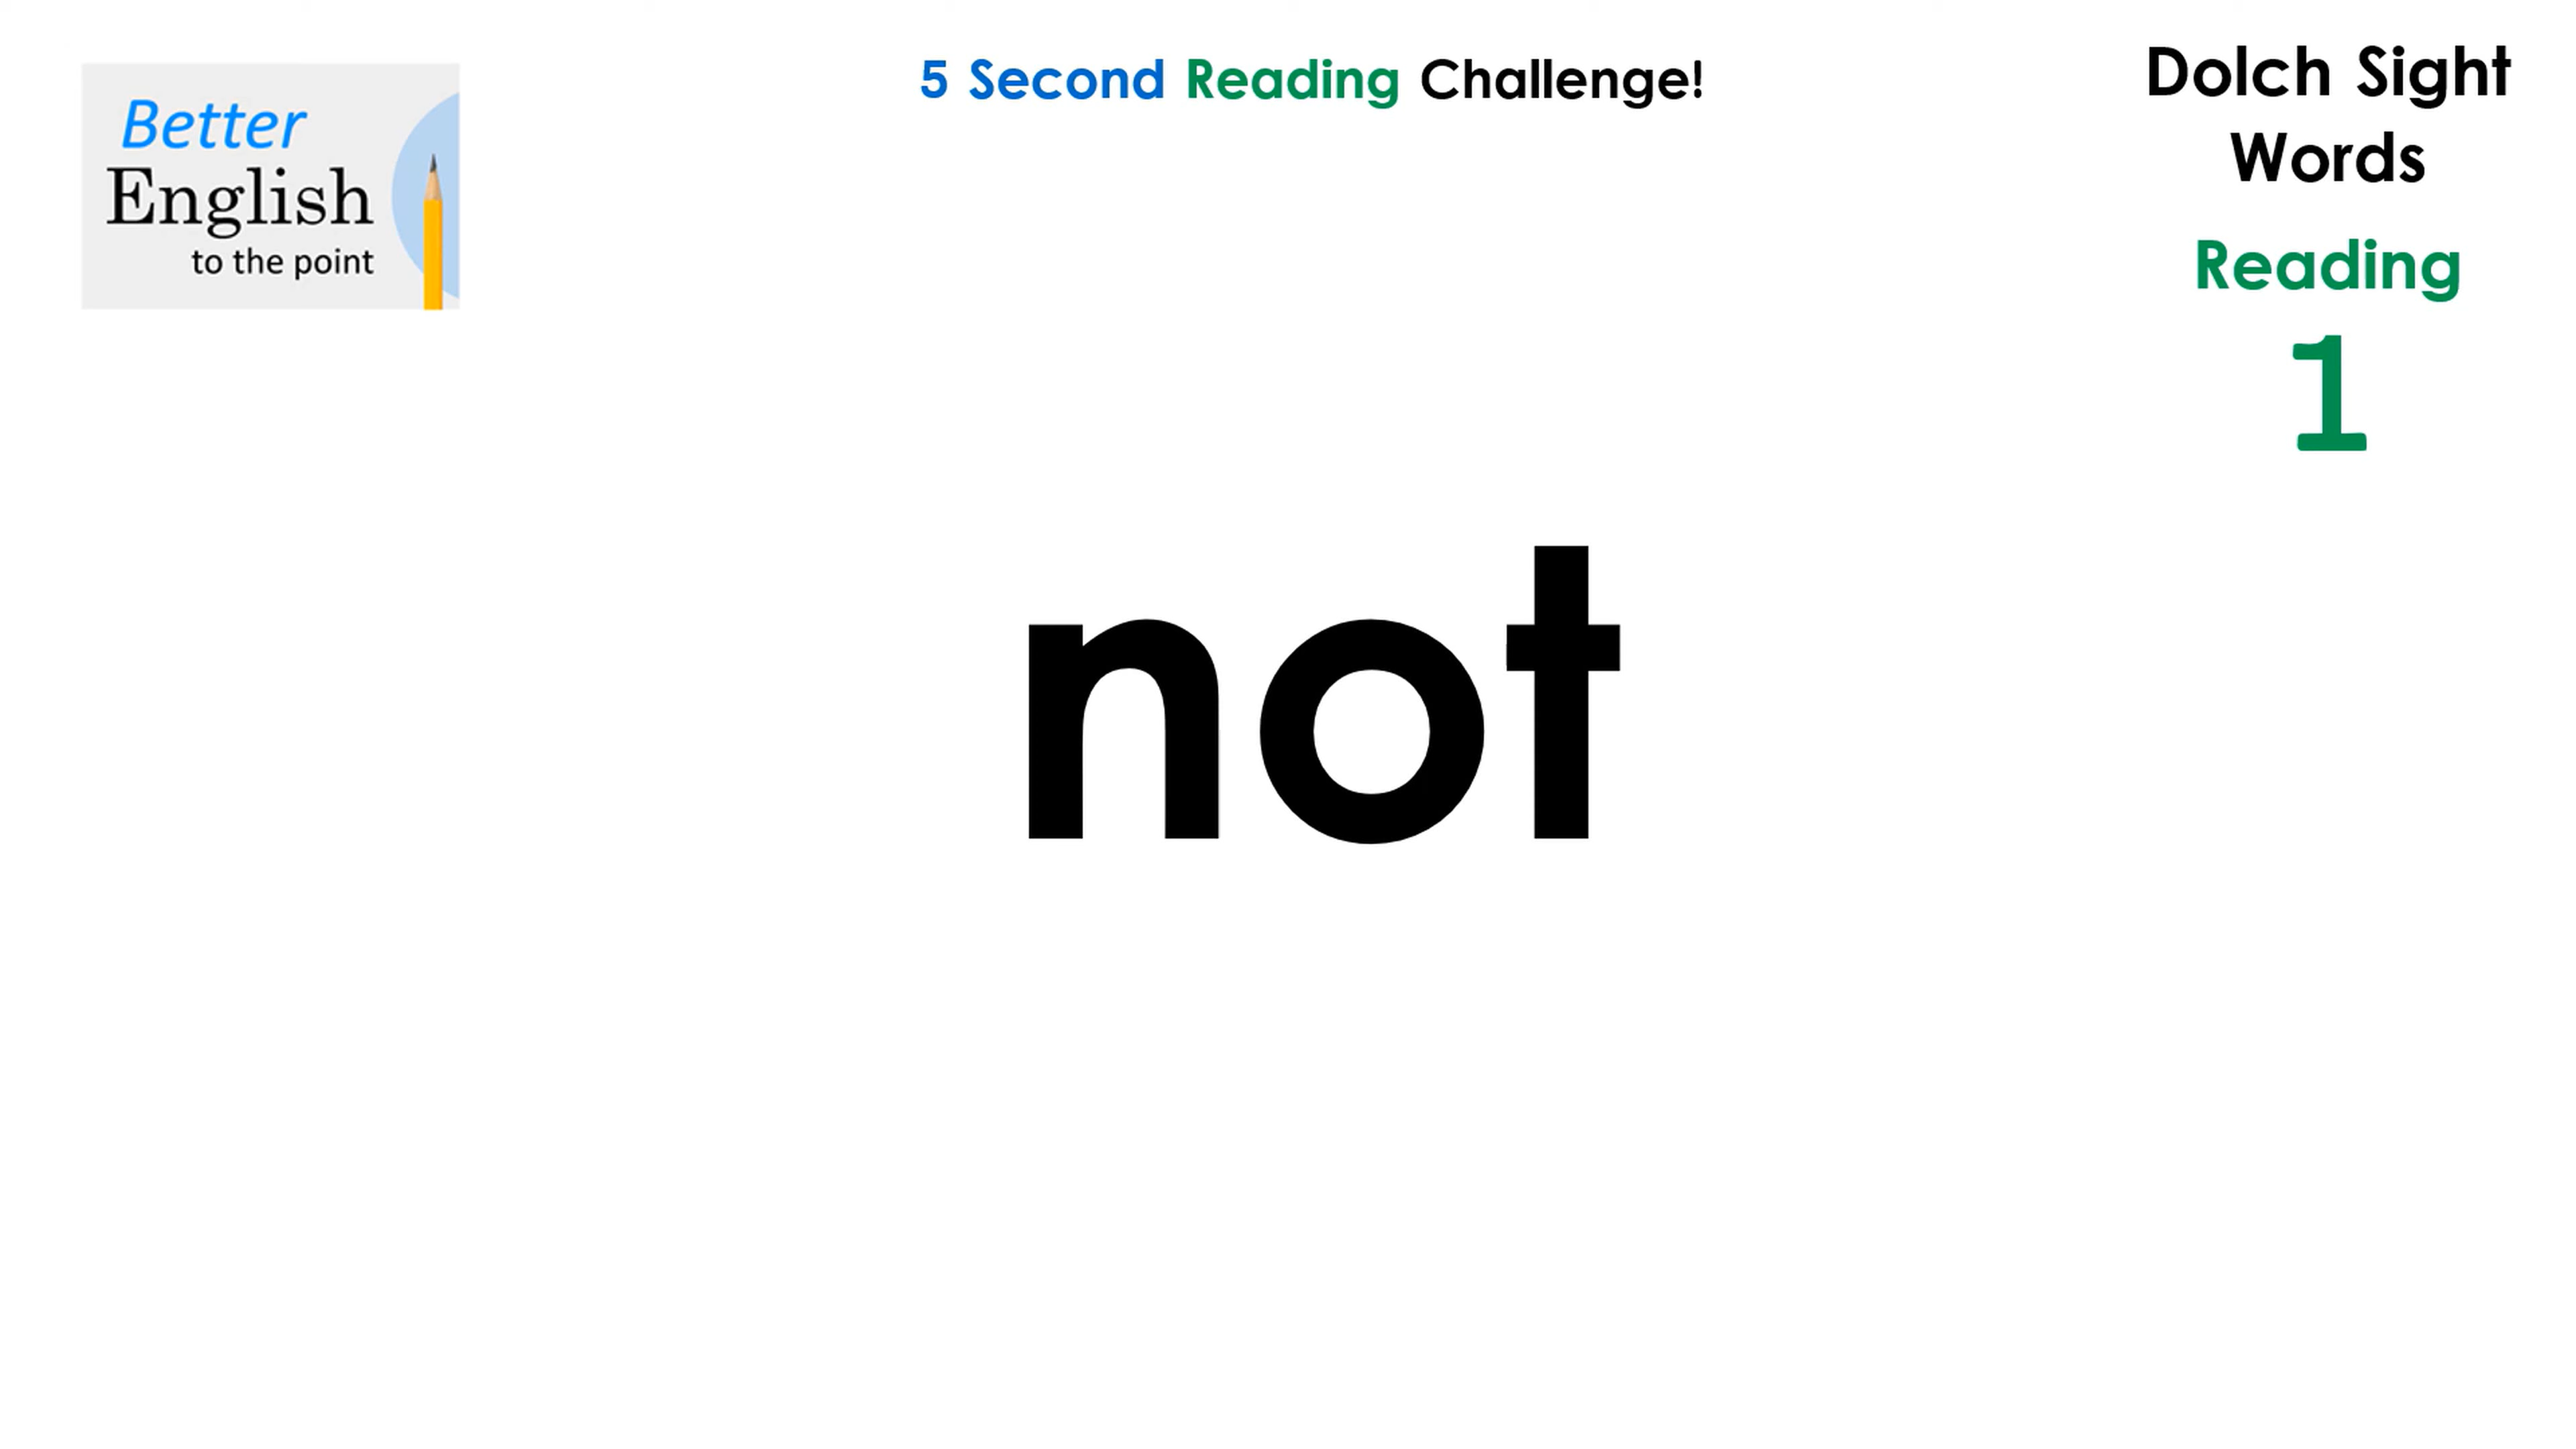 Better
English
to the point
5 Second Reading Challenge!
Dolch Sight
Words
Reading
1
not